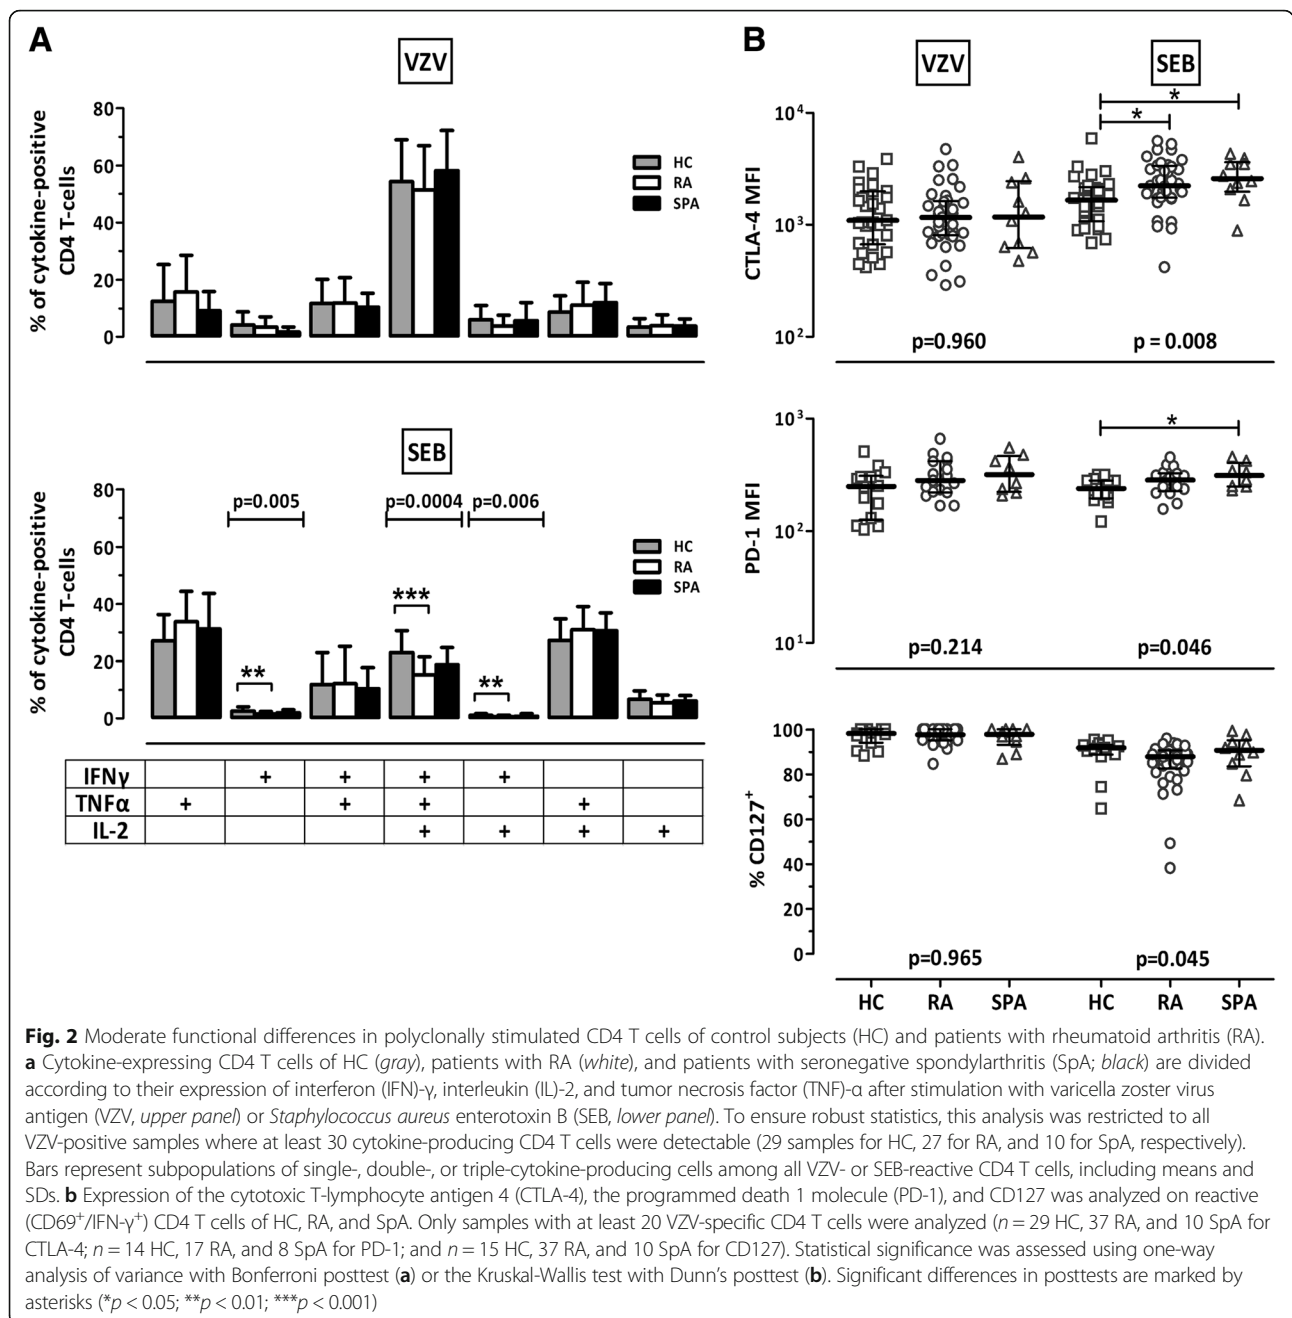 A
VZV
% of cytokine-positive
CD4 T-cells
80
60
40
20
0
HC
RA
SPA
SEB
% of cytokine-positive
CD4 T-cells
80
60
40
20
0
p=0.005
p=0.0004
p=0.006
**
***
**
HC
RA
SPA
IFNγ + + + +
TNFα + + + +
IL-2 + + + +
B
VZV
SEB
CTLA-4 MFI
10⁴
10³
10²
*
*
p=0.960
p = 0.008
PD-1 MFI
10³
10²
10¹
*
p=0.214
p=0.046
% CD127⁺
100
80
60
40
20
0
p=0.965
p=0.045
HC RA SPA HC RA SPA
Fig. 2 Moderate functional differences in polyclonally stimulated CD4 T cells of control subjects (HC) and patients with rheumatoid arthritis (RA).
a Cytokine-expressing CD4 T cells of HC (gray), patients with RA (white), and patients with seronegative spondylarthritis (SpA; black) are divided
according to their expression of interferon (IFN)-γ, interleukin (IL)-2, and tumor necrosis factor (TNF)-α after stimulation with varicella zoster virus
antigen (VZV, upper panel) or Staphylococcus aureus enterotoxin B (SEB, lower panel). To ensure robust statistics, this analysis was restricted to all
VZV-positive samples where at least 30 cytokine-producing CD4 T cells were detectable (29 samples for HC, 27 for RA, and 10 for SpA, respectively).
Bars represent subpopulations of single-, double-, or triple-cytokine-producing cells among all VZV- or SEB-reactive CD4 T cells, including means and
SDs. b Expression of the cytotoxic T-lymphocyte antigen 4 (CTLA-4), the programmed death 1 molecule (PD-1), and CD127 was analyzed on reactive
(CD69⁺/IFN-γ⁺) CD4 T cells of HC, RA, and SpA. Only samples with at least 20 VZV-specific CD4 T cells were analyzed (n = 29 HC, 37 RA, and 10 SpA for
CTLA-4; n = 14 HC, 17 RA, and 8 SpA for PD-1; and n = 15 HC, 37 RA, and 10 SpA for CD127). Statistical significance was assessed using one-way
analysis of variance with Bonferroni posttest (a) or the Kruskal-Wallis test with Dunn's posttest (b). Significant differences in posttests are marked by
asterisks (*p < 0.05; **p < 0.01; ***p < 0.001)